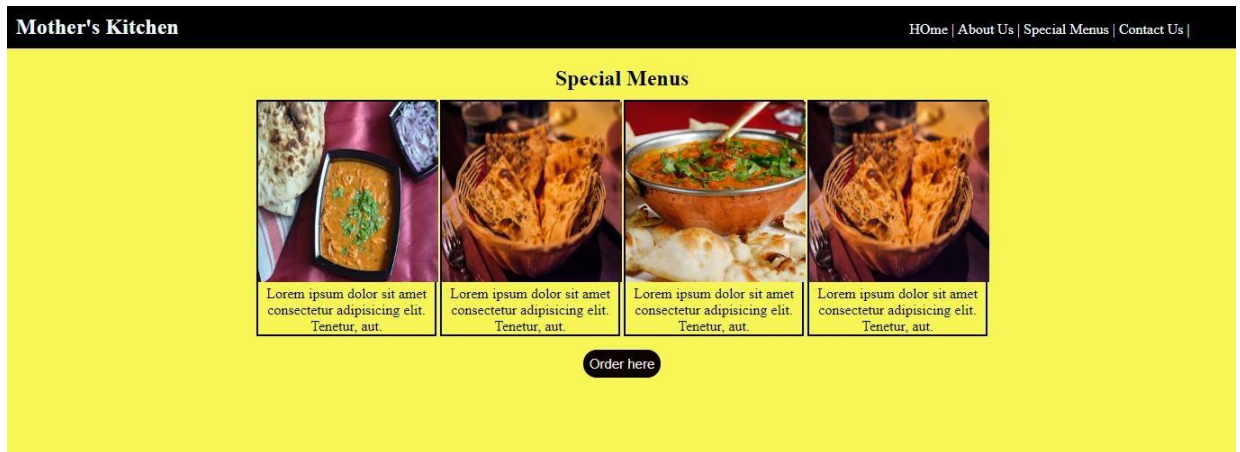 Mother's Kitchen
HOme | About Us | Special Menus | Contact Us |
Special Menus
Lorem ipsum dolor sit amet
consectetur adipisicing elit.
Tenetur, aut.
Lorem ipsum dolor sit amet
consectetur adipisicing elit.
Tenetur, aut.
Lorem ipsum dolor sit amet
consectetur adipisicing elit.
Tenetur, aut.
Lorem ipsum dolor sit amet
consectetur adipisicing elit.
Tenetur, aut.
Order here